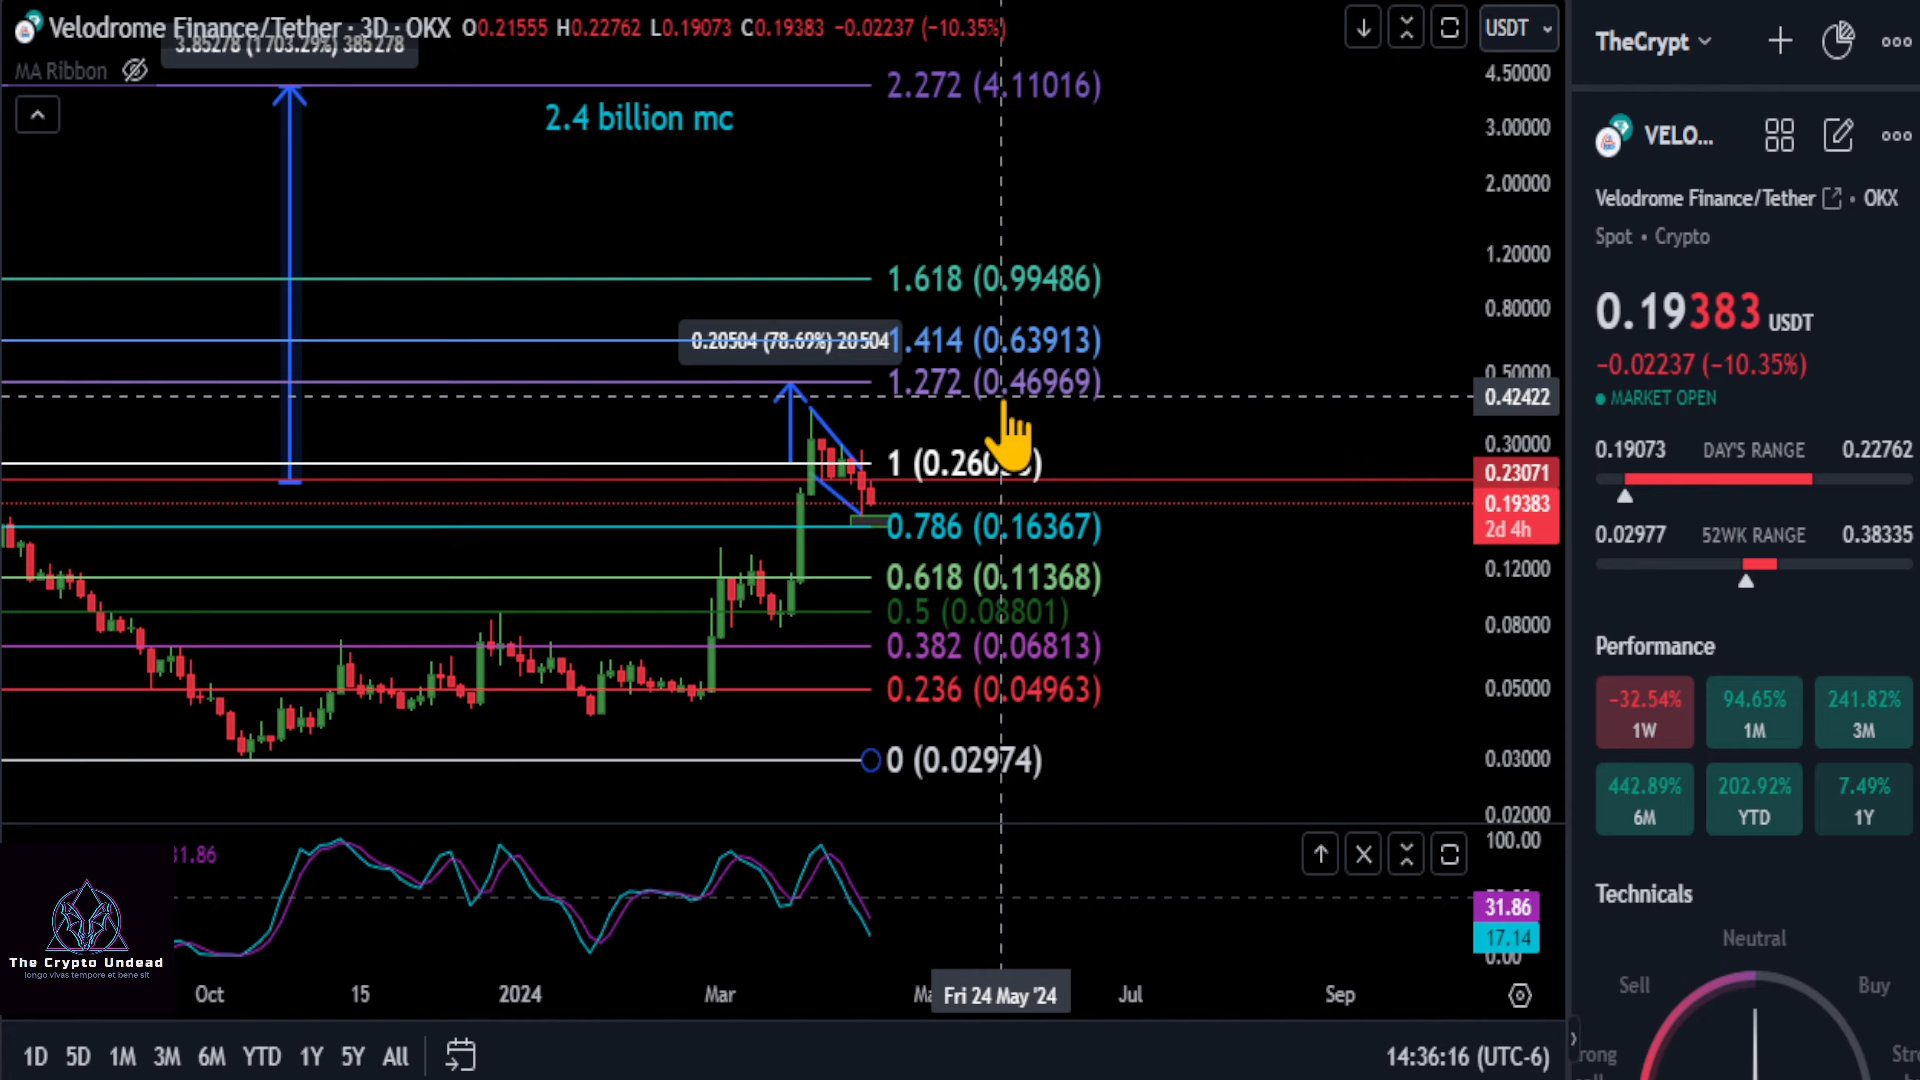 Velodrome Finance/Tether · 3D · OKX O0.21555 H0.22762 L0.19073 C0.19383 −0.02237 (−10.35%)
3.85278 (1703.29%) 385278
MA Ribbon
2.272 (4.11016)
2.4 billion mc
1.618 (0.99486)
0.20504 (78.69%) 20504
1.414 (0.63913)
1.272 (0.46969)
0.786 (0.16367)
0.618 (0.11368)
0.5 (0.08801)
0.382 (0.06813)
0.236 (0.04963)
0 (0.02974)
USDT
4.50000
3.00000
2.00000
1.20000
0.80000
0.50000
0.42422
0.30000
0.23071
0.19383
2d 4h
0.12000
0.08000
0.05000
0.03000
0.02000
31.86
100.00
31.86
17.14
0.00
The Crypto Undead
longo vivas tempore et bene sit
Oct 15 2024 Mar Fri 24 May '24 Jul Sep
1D 5D 1M 3M 6M YTD 1Y 5Y All
14:36:16 (UTC-6)
TheCrypt
VELO...
Velodrome Finance/Tether • OKX
Spot • Crypto
0.19383 USDT
−0.02237 (−10.35%)
MARKET OPEN
0.19073 DAY'S RANGE 0.22762
0.02977 52WK RANGE 0.38335
Performance
−32.54% 94.65% 241.82%
1W 1M 3M
442.89% 202.92% 7.49%
6M YTD 1Y
Technicals
Neutral
Sell Buy